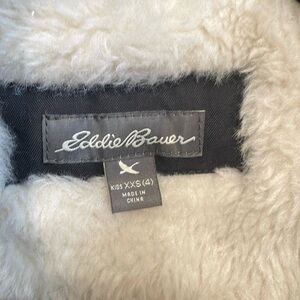 Eddie Bauer
KIDS XXS (4)
MADE IN
CHINA